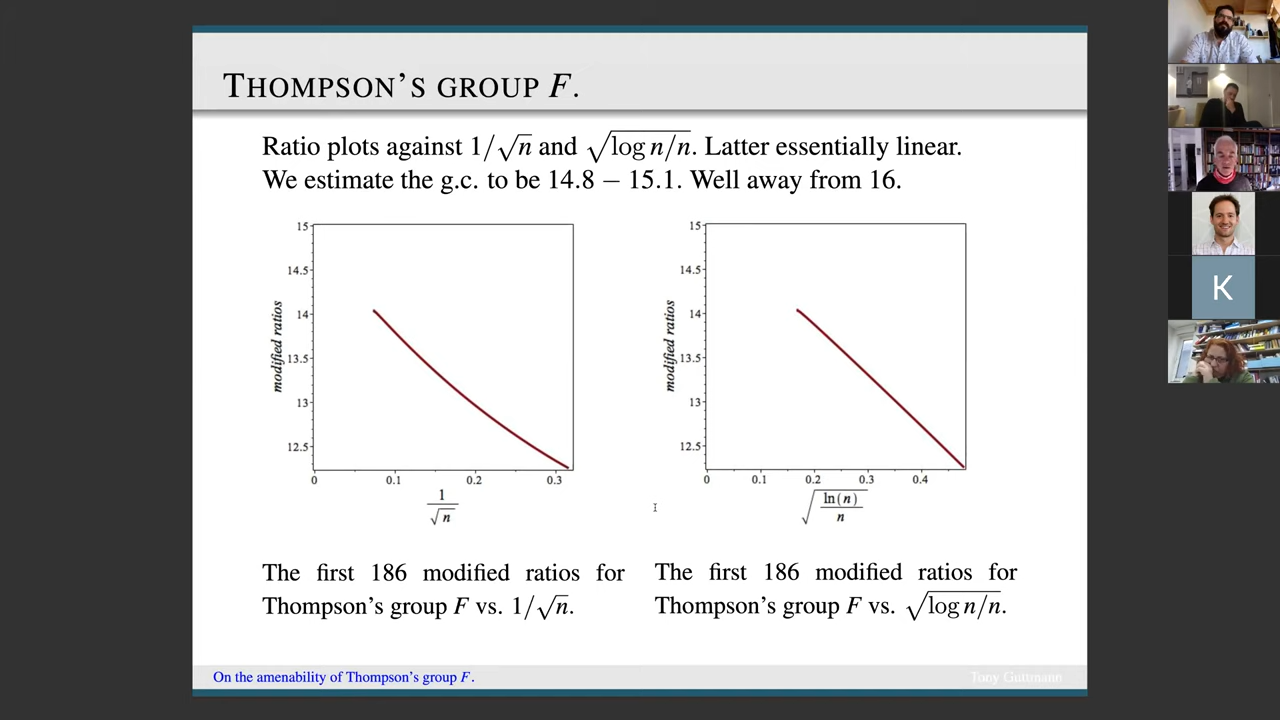 THOMPSON'S GROUP F.
Ratio plots against 1/√n and √log n/n. Latter essentially linear.
We estimate the g.c. to be 14.8 − 15.1. Well away from 16.
15
14.5
14
13.5
13
12.5
modified ratios
0 0.1 0.2 0.3
1/√n
15
14.5
14
13.5
13
12.5
modified ratios
0 0.1 0.2 0.3 0.4
√ln(n)/n
The first 186 modified ratios for
Thompson's group F vs. 1/√n.
The first 186 modified ratios for
Thompson's group F vs. √log n/n.
On the amenability of Thompson's group F.
Tony Guttmann
K